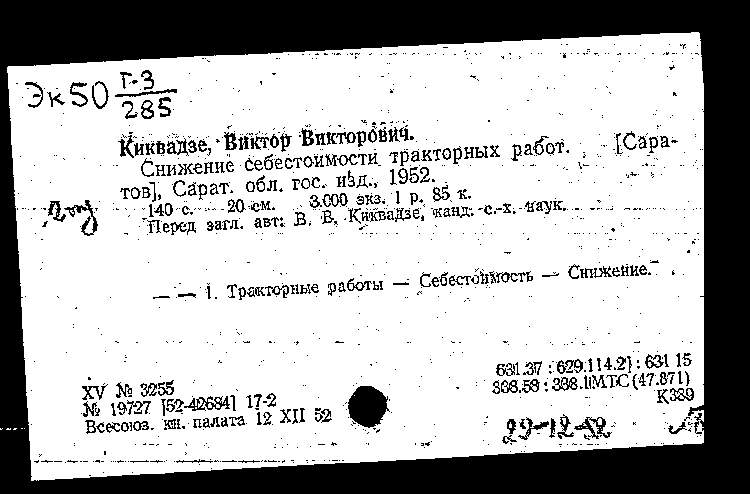 Эк50 Г-3
285
Киквадзе, Виктор Викторович.
Снижение себестоимости тракторных работ. [Сара-
тов], Сарат. обл. гос. изд., 1952.
140 с. 20 см. 3.000 экз. 1 р. 85 к.
Перед загл. авт: В. В. Киквадзе, канд. с.-х. наук.
— — 1. Тракторные работы — Себестоимость — Снижение.
631.37 : 629.114.2) : 631 15
XV № 3255
338.58 : 338.1МТС (47.871)
№ 19727 [52-42684] 17-2
К389
Всесоюз. кн. палата 12 XII 52
29-12-52